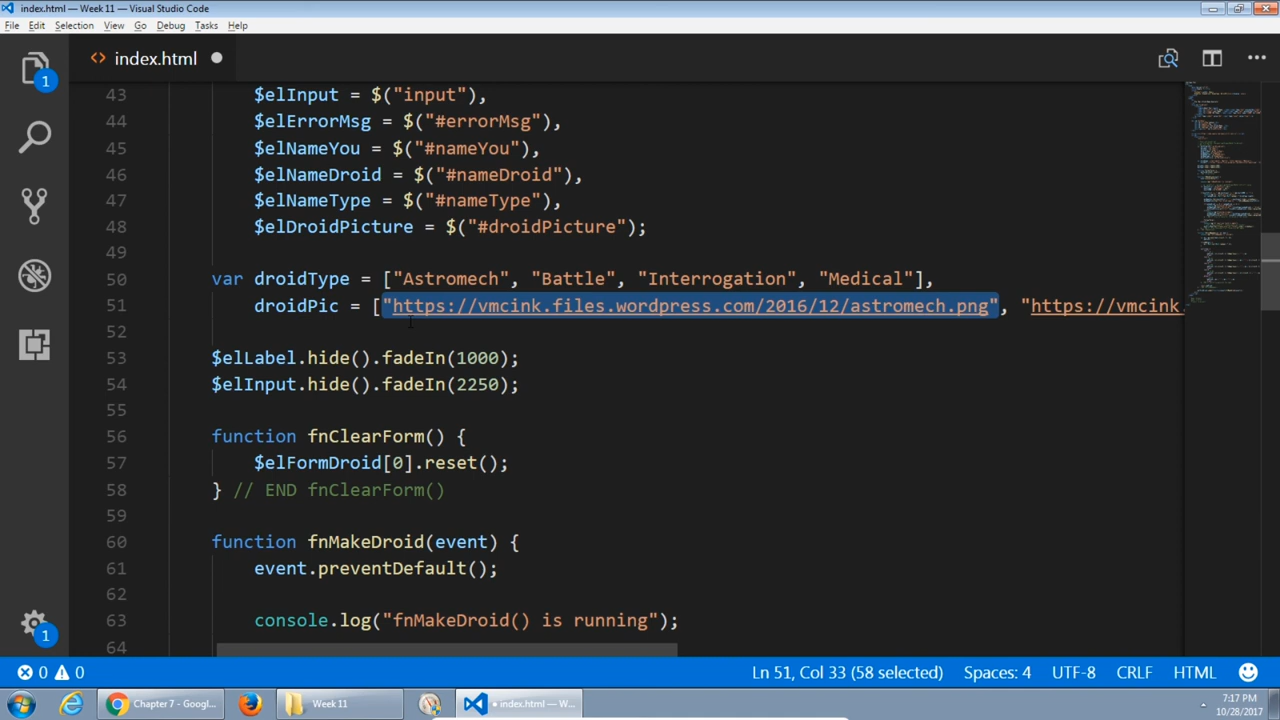 index.html — Week 11 — Visual Studio Code
File Edit Selection View Go Debug Tasks Help
<> index.html
1
43 $elInput = $("input"),
44 $elErrorMsg = $("#errorMsg"),
45 $elNameYou = $("#nameYou"),
46 $elNameDroid = $("#nameDroid"),
47 $elNameType = $("#nameType"),
48 $elDroidPicture = $("#droidPicture");
49
50 var droidType = ["Astromech", "Battle", "Interrogation", "Medical"],
51 droidPic = ["https://vmcink.files.wordpress.com/2016/12/astromech.png", "https://vmcink.
52
53 $elLabel.hide().fadeIn(1000);
54 $elInput.hide().fadeIn(2250);
55
56 function fnClearForm() {
57 $elFormDroid[0].reset();
58 } // END fnClearForm()
59
60 function fnMakeDroid(event) {
61 event.preventDefault();
62
63 console.log("fnMakeDroid() is running");
64
1
0 0 Ln 51, Col 33 (58 selected) Spaces: 4 UTF-8 CRLF HTML
Chapter 7 - Googl... Week 11 • index.html — W... 7:17 PM
10/28/2017